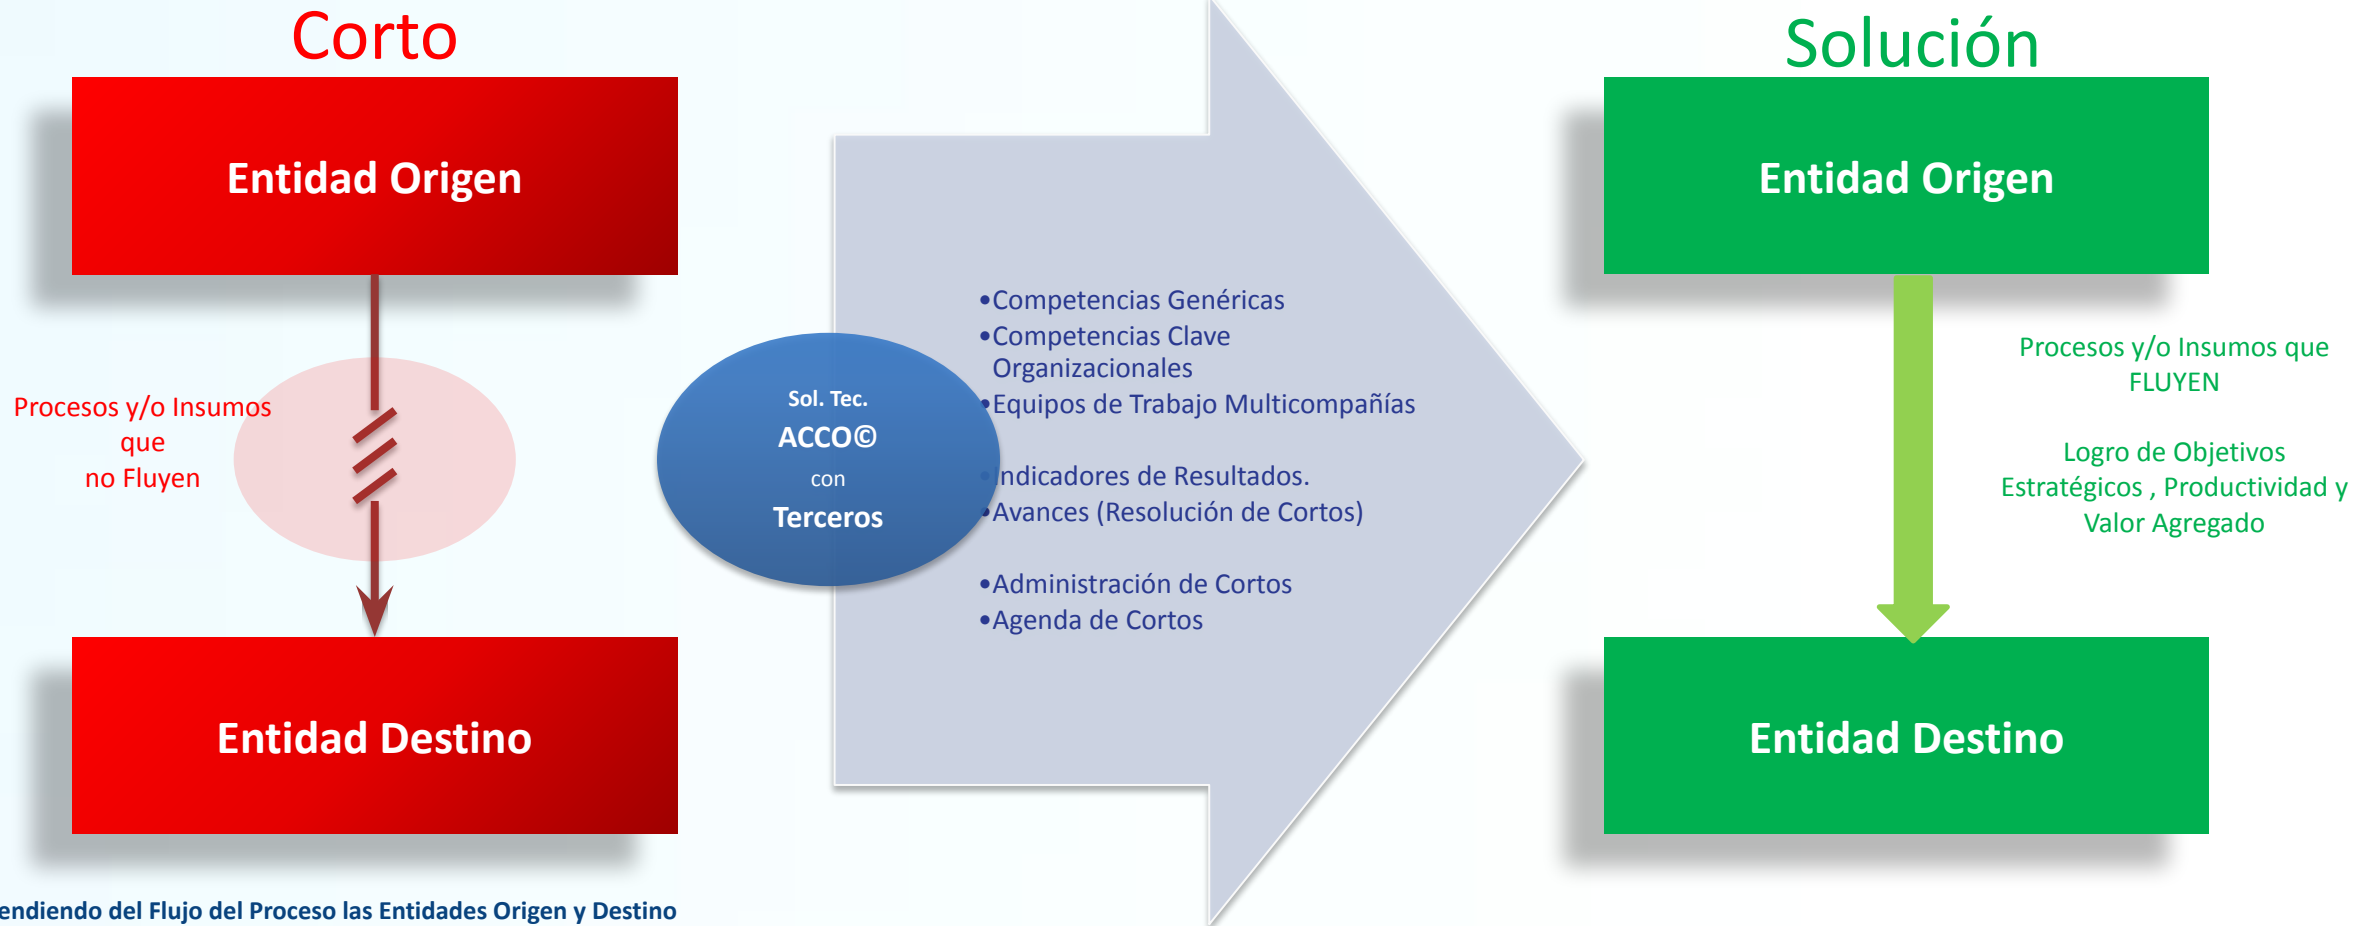 Corto
Entidad Origen
Procesos y/o Insumos
que
no Fluyen
Entidad Destino
endiendo del Flujo del Proceso las Entidades Origen y Destino
Sol. Tec.
ACCO©
con
Terceros
•Competencias Genéricas
•Competencias Clave
Organizacionales
•Equipos de Trabajo Multicompañías
•Indicadores de Resultados.
•Avances (Resolución de Cortos)
•Administración de Cortos
•Agenda de Cortos
Solución
Entidad Origen
Procesos y/o Insumos que
FLUYEN
Logro de Objetivos
Estratégicos , Productividad y
Valor Agregado
Entidad Destino